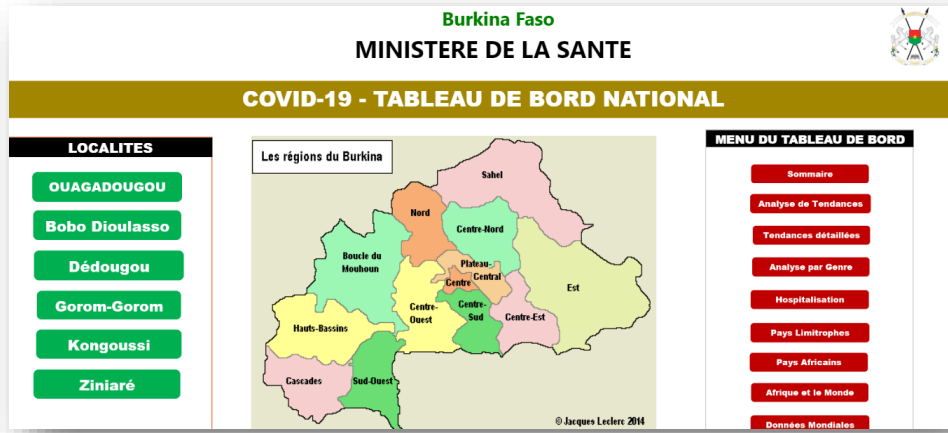 Burkina Faso
MINISTERE DE LA SANTE
COVID-19 - TABLEAU DE BORD NATIONAL
LOCALITES
OUAGADOUGOU
Bobo Dioulasso
Dédougou
Gorom-Gorom
Kongoussi
Ziniaré
Les régions du Burkina
Sahel
Nord
Centre-Nord
Boucle du
Mouhoun
Plateau-
Central
Centre
Est
Centre-
Ouest
Centre-
Sud
Centre-Est
Hauts-Bassins
Cascades
Sud-Ouest
© Jacques Leclerc 2014
MENU DU TABLEAU DE BORD
Sommaire
Analyse de Tendances
Tendances détaillées
Analyse par Genre
Hospitalisation
Pays Limitrophes
Pays Africains
Afrique et le Monde
Données Mondiales